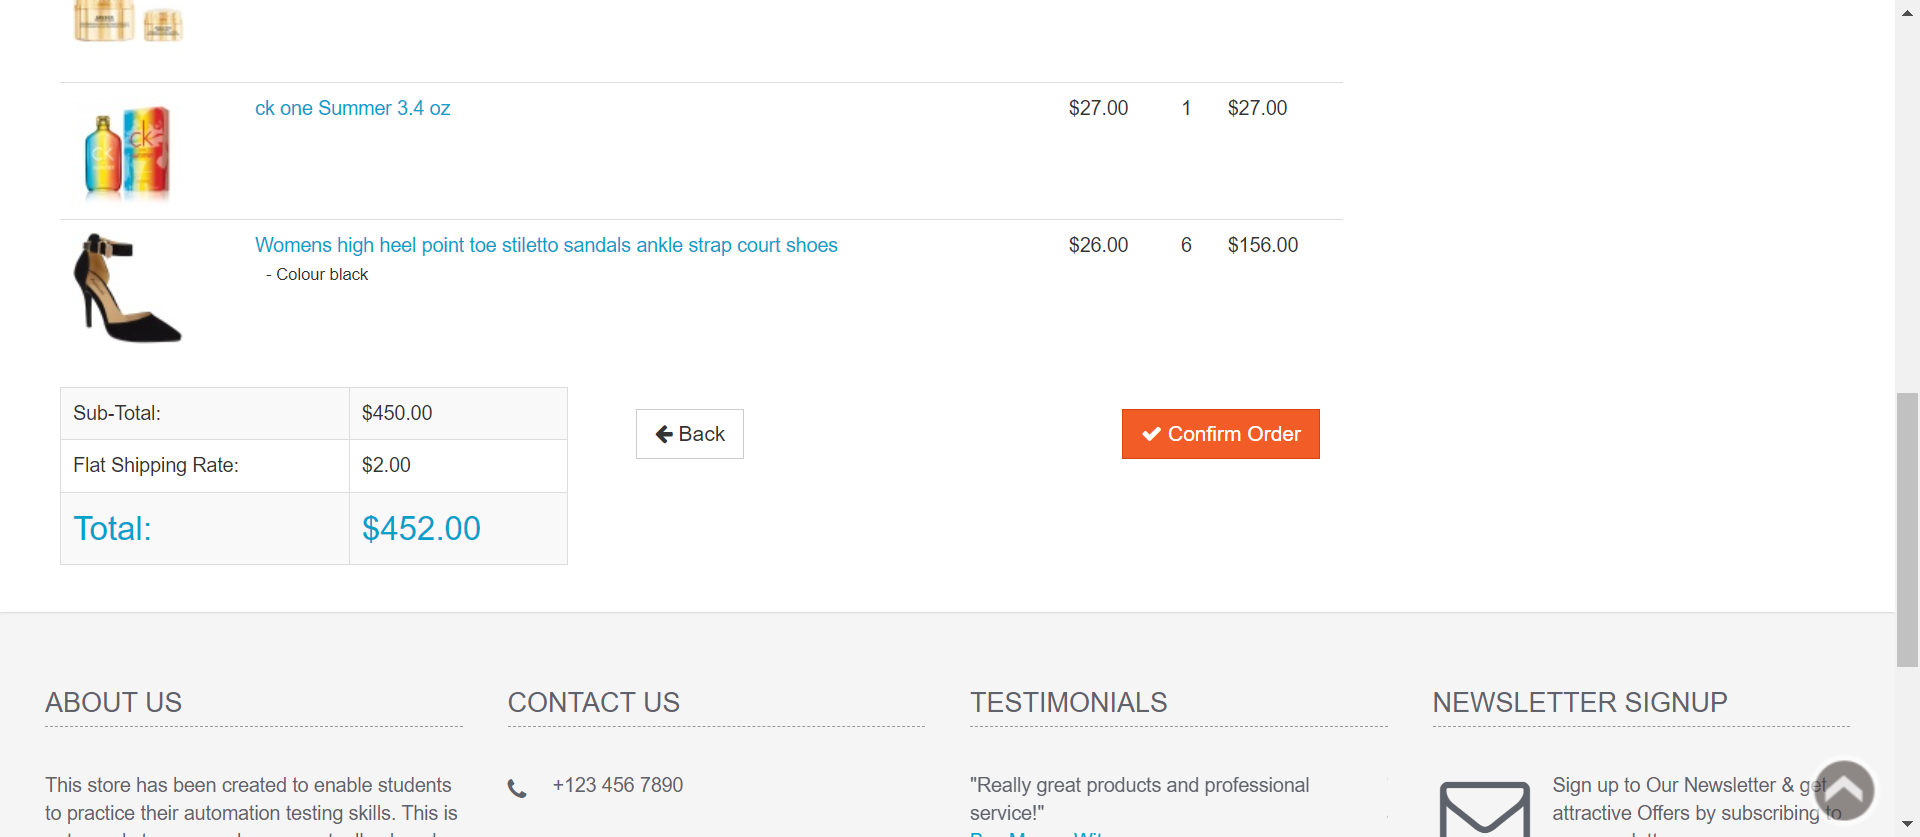 ck one Summer 3.4 oz $27.00 1 $27.00
ck
ck
Womens high heel point toe stiletto sandals ankle strap court shoes $26.00 6 $156.00
- Colour black
Sub-Total: $450.00
Back
Confirm Order
Flat Shipping Rate: $2.00
Total: $452.00
ABOUT US
This store has been created to enable students
to practice their automation testing skills. This is
CONTACT US
+123 456 7890
TESTIMONIALS
"Really great products and professional
service!"
NEWSLETTER SIGNUP
Sign up to Our Newsletter & get
attractive Offers by subscribing to